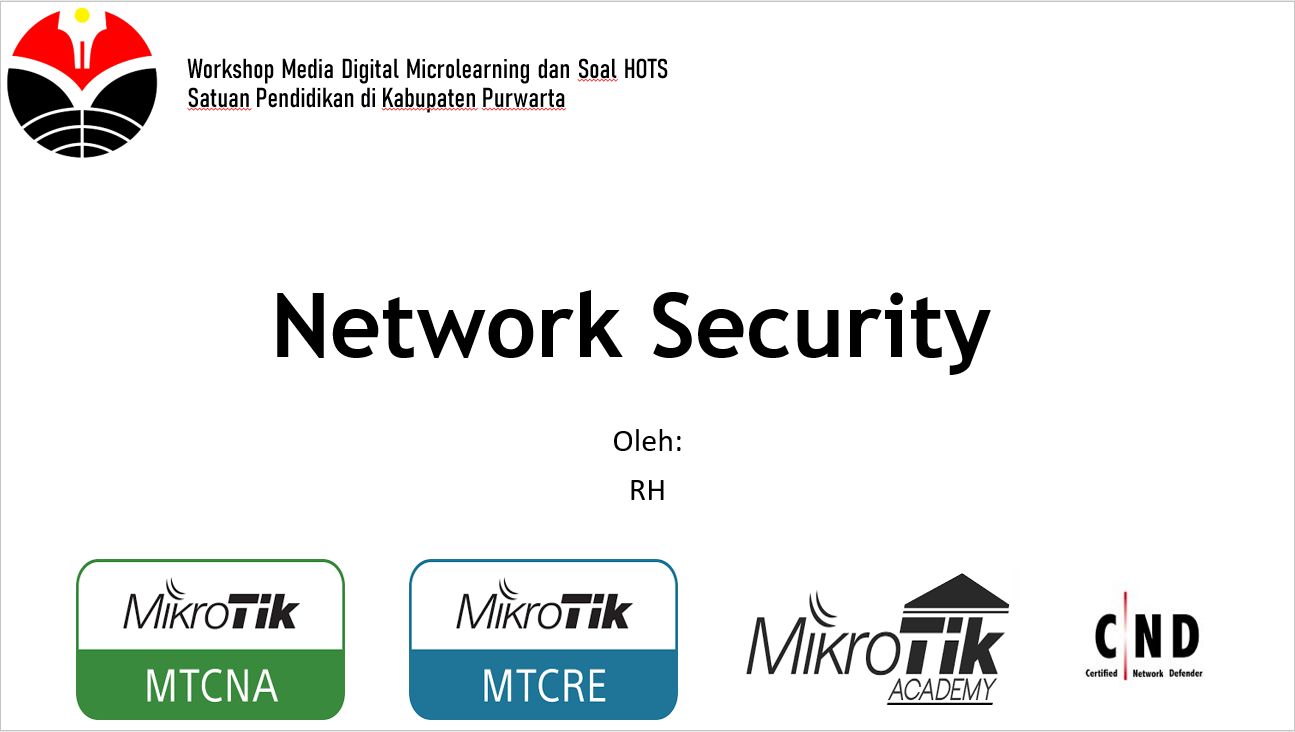 Workshop Media Digital Microlearning dan Soal HOTS
Satuan Pendidikan di Kabupaten Purwarta
Network Security
Oleh:
RH
MikroTik
MTCNA
MikroTik
MTCRE
MikroTik
ACADEMY
C|ND
Certified Network Defender